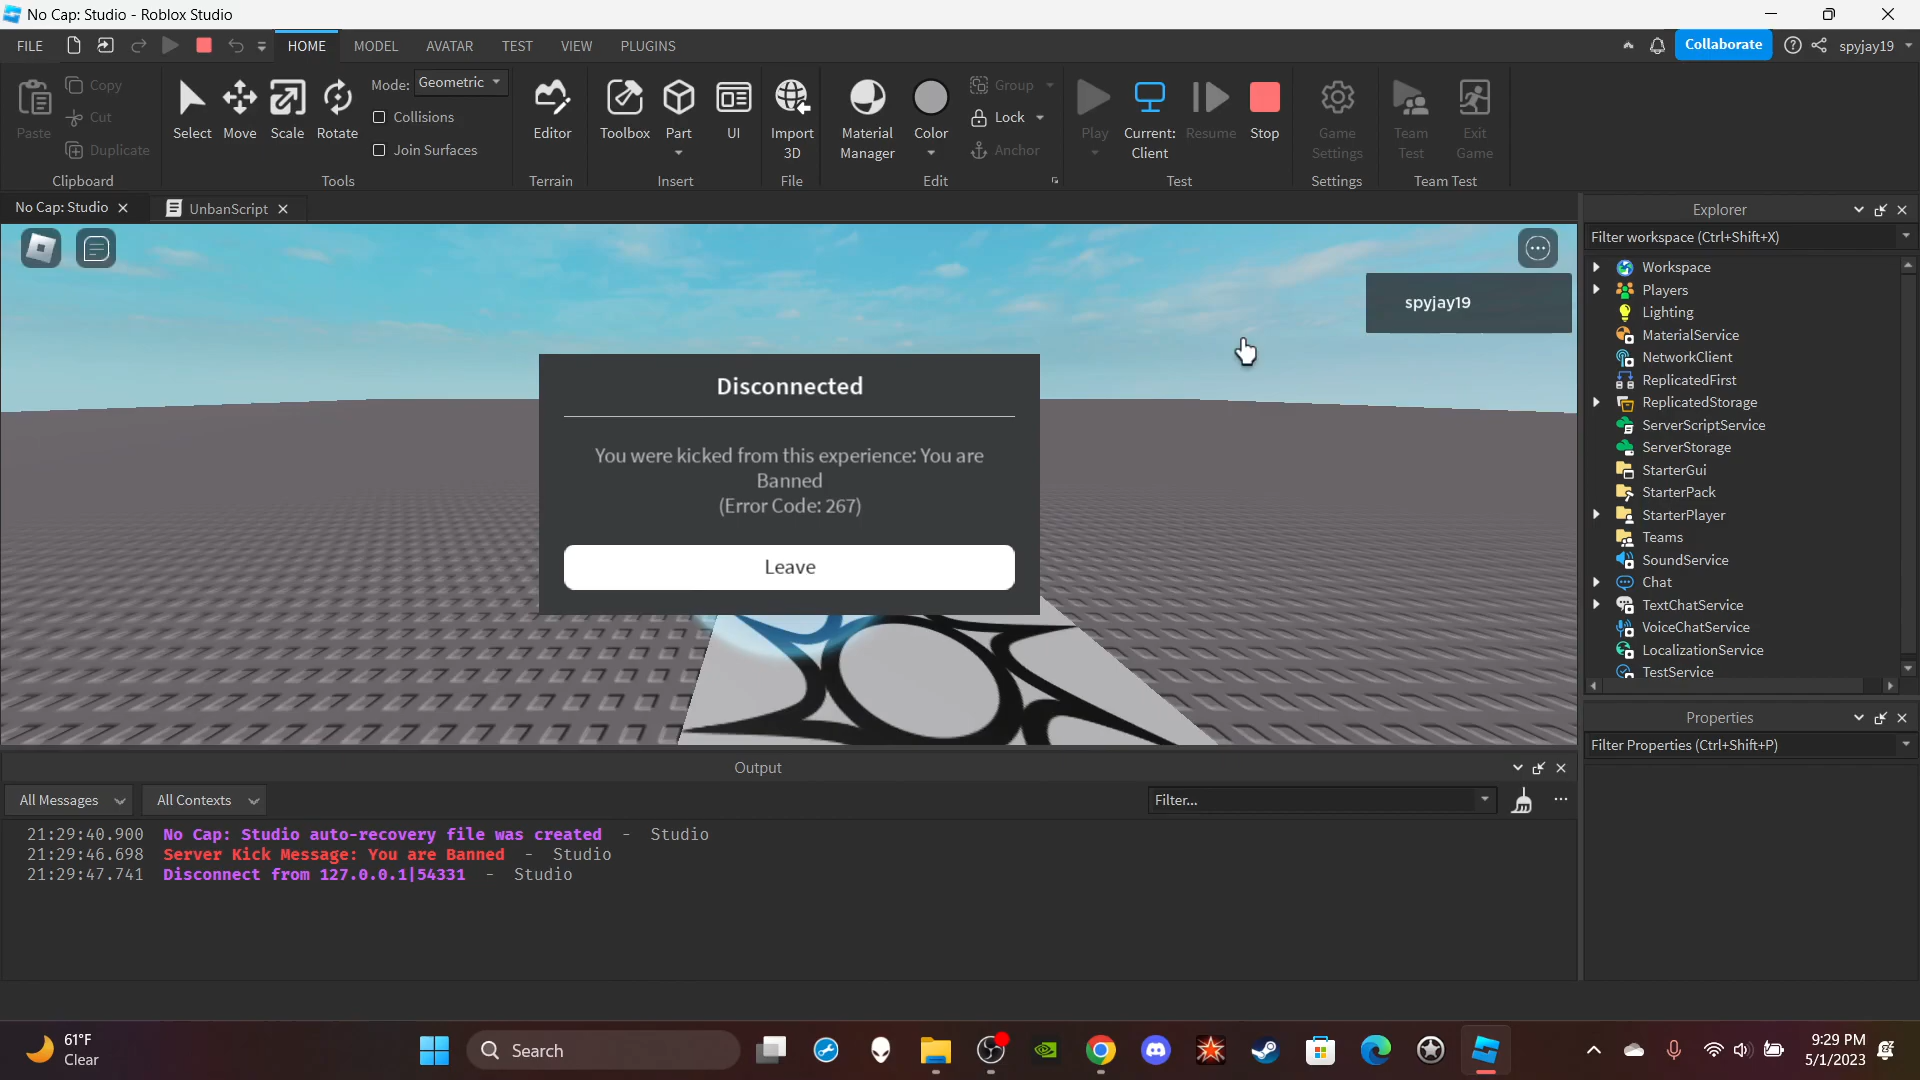 No Cap: Studio - Roblox Studio
FILE HOME MODEL AVATAR TEST VIEW PLUGINS Collaborate spyjay19
Paste Copy Cut Duplicate
Clipboard
Select Move Scale Rotate
Mode: Geometric
Collisions
Join Surfaces
Tools
Editor
Terrain
Toolbox Part UI
Insert
Import 3D
File
Material Manager
Color
Group
Lock
Anchor
Edit
Play
Current: Client
Resume Stop
Test
Game Settings
Settings
Team Test
Exit Game
Team Test
No Cap: Studio UnbanScript
spyjay19
Disconnected
You were kicked from this experience: You are
Banned
(Error Code: 267)
Leave
Explorer
Filter workspace (Ctrl+Shift+X)
Workspace
Players
Lighting
MaterialService
NetworkClient
ReplicatedFirst
ReplicatedStorage
ServerScriptService
ServerStorage
StarterGui
StarterPack
StarterPlayer
Teams
SoundService
Chat
TextChatService
VoiceChatService
LocalizationService
TestService
Properties
Filter Properties (Ctrl+Shift+P)
Output
All Messages All Contexts Filter...
21:29:40.900 No Cap: Studio auto-recovery file was created - Studio
21:29:46.698 Server Kick Message: You are Banned - Studio
21:29:47.741 Disconnect from 127.0.0.1|54331 - Studio
61°F
Clear
Search
9:29 PM
5/1/2023